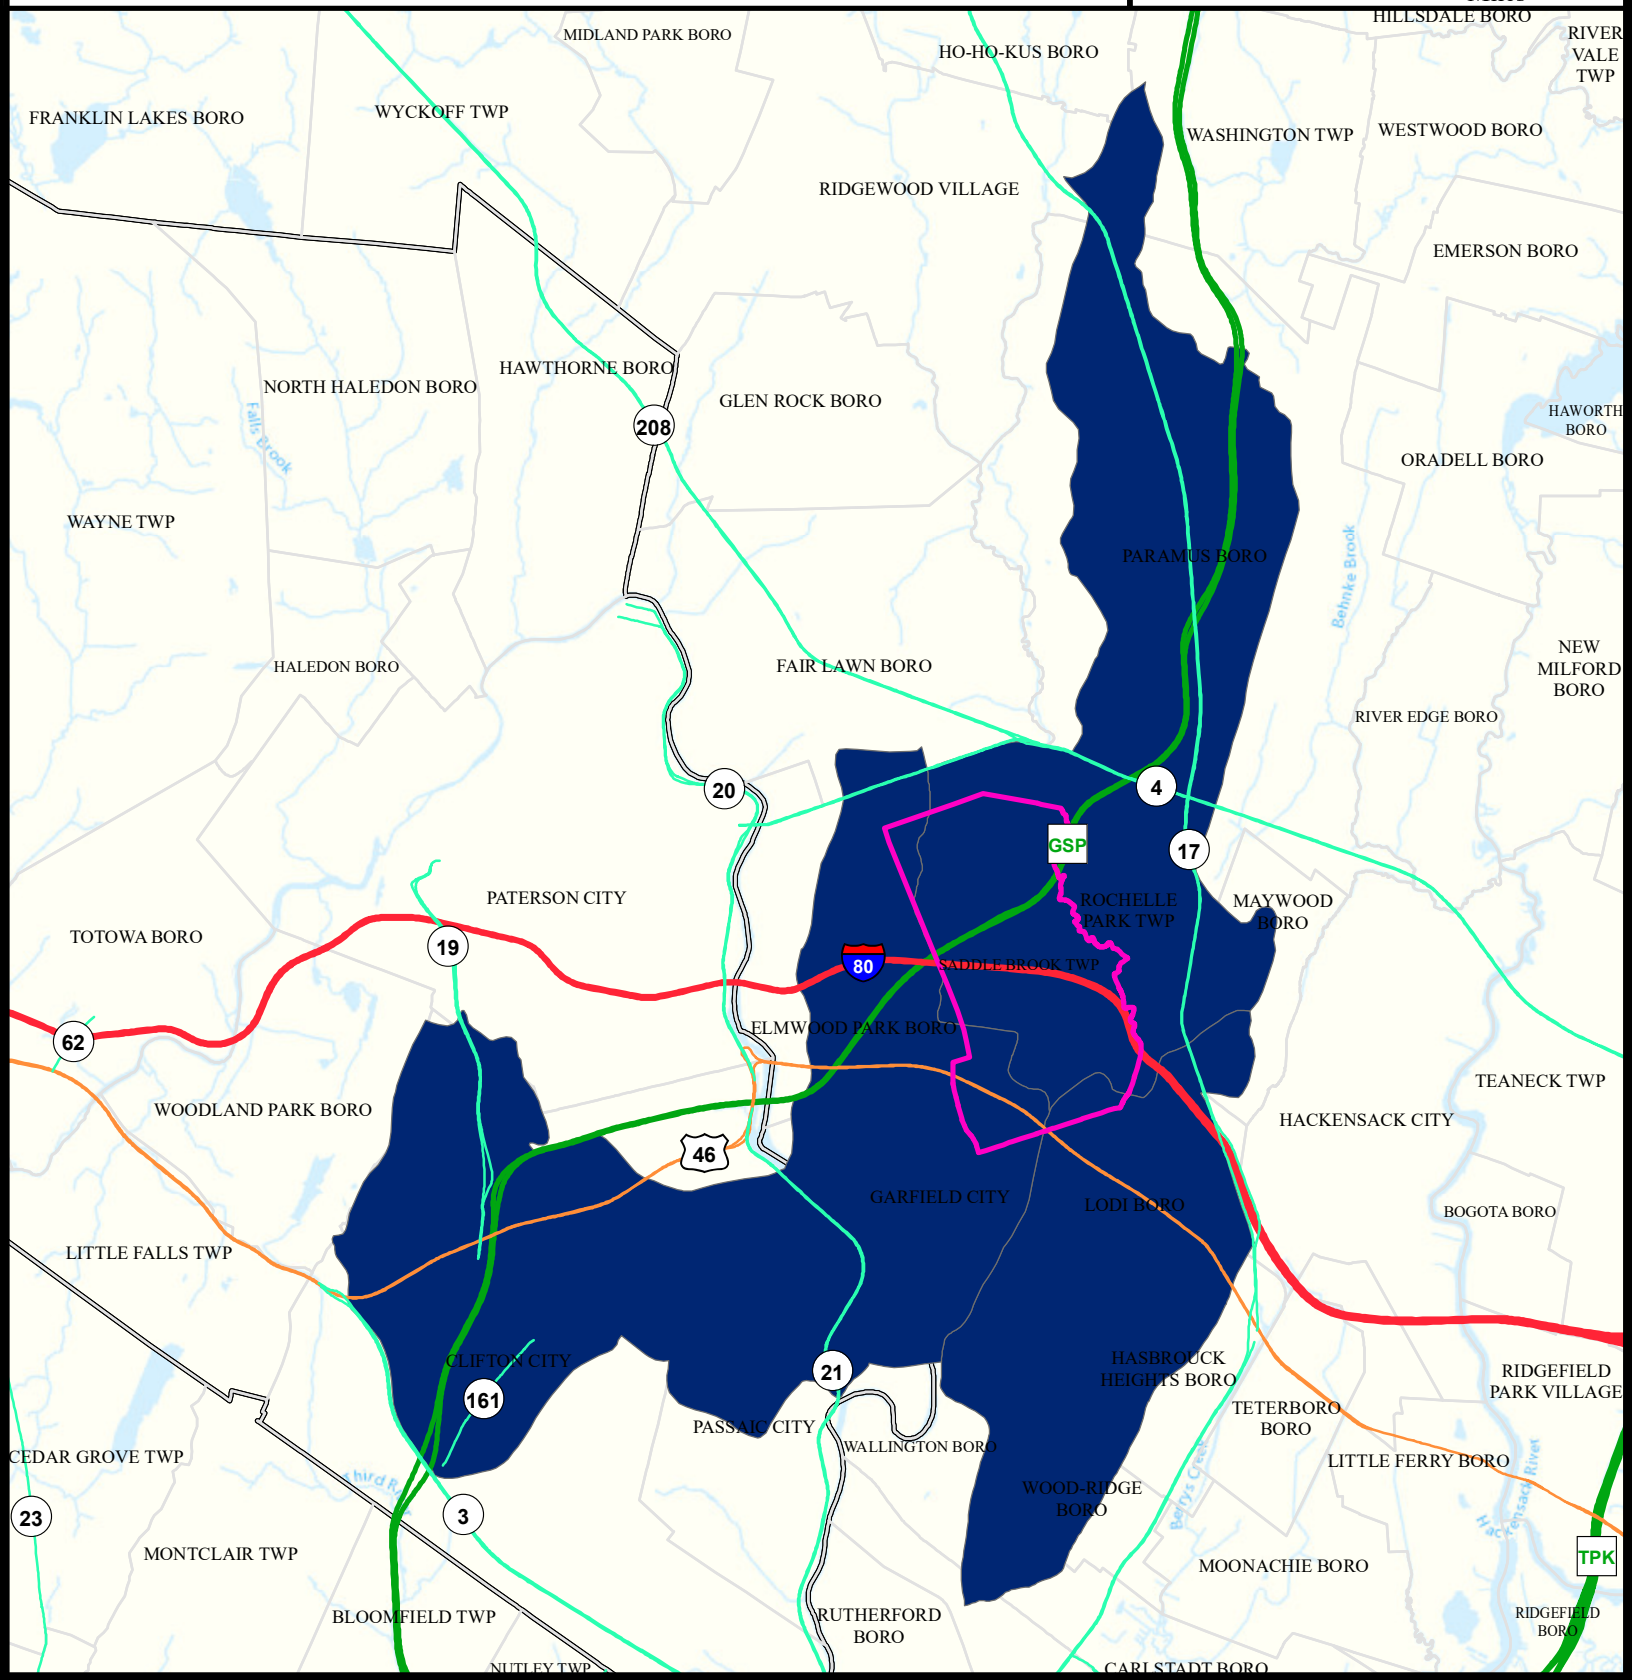 HILLSDALE BORO
MIDLAND PARK BORO
HO-HO-KUS BORO
RIVER
VALE
TWP
FRANKLIN LAKES BORO
WYCKOFF TWP
WASHINGTON TWP
WESTWOOD BORO
RIDGEWOOD VILLAGE
EMERSON BORO
HAWTHORNE BORO
NORTH HALEDON BORO
GLEN ROCK BORO
HAWORTH
BORO
208
Falls Brook
ORADELL BORO
WAYNE TWP
PARAMUS BORO
Behnke Brook
HALEDON BORO
FAIR LAWN BORO
NEW
MILFORD
BORO
RIVER EDGE BORO
20
4
GSP
17
PATERSON CITY
ROCHELLE
PARK TWP
MAYWOOD
BORO
TOTOWA BORO
19
80
SADDLE BROOK TWP
62
ELMWOOD PARK BORO
TEANECK TWP
WOODLAND PARK BORO
HACKENSACK CITY
46
GARFIELD CITY
LODI BORO
BOGOTA BORO
LITTLE FALLS TWP
CLIFTON CITY
21
HASBROUCK
HEIGHTS BORO
RIDGEFIELD
PARK VILLAGE
161
TETERBORO
BORO
PASSAIC CITY
WALLINGTON BORO
CEDAR GROVE TWP
LITTLE FERRY BORO
Third R
WOOD-RIDGE
BORO
Berrys Creek
Hackensack River
23
3
MONTCLAIR TWP
MOONACHIE BORO
TPK
BLOOMFIELD TWP
RUTHERFORD
BORO
RIDGEFIELD
BORO
NUTLEY TWP
CARLSTADT BORO